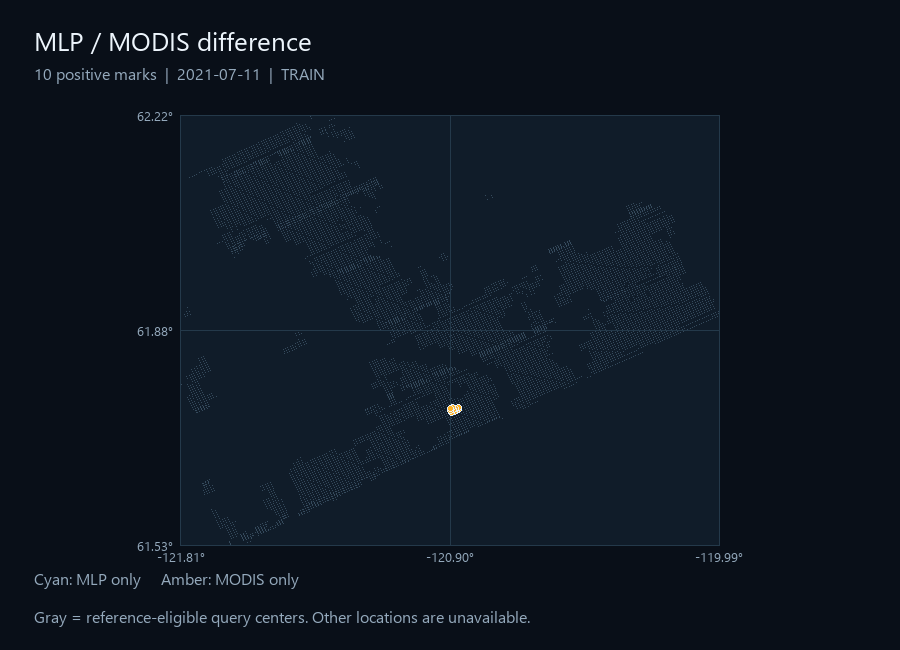 MLP / MODIS difference
10 positive marks | 2021-07-11 | TRAIN
62.22°
61.88°
61.53°
-121.81° -120.90° -119.99°
Cyan: MLP only Amber: MODIS only
Gray = reference-eligible query centers. Other locations are unavailable.